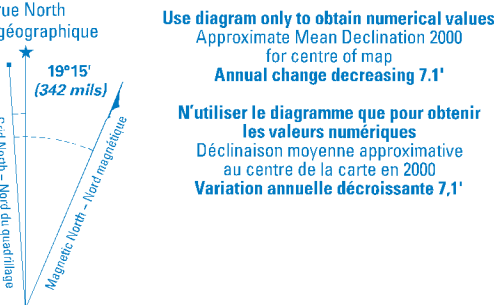 rue North
géographique
19°15'
(342 mils)
Grid North – Nord du quadrillage
Magnetic North – Nord magnétique
Use diagram only to obtain numerical values
Approximate Mean Declination 2000
for centre of map
Annual change decreasing 7.1'
N'utiliser le diagramme que pour obtenir
les valeurs numériques
Déclinaison moyenne approximative
au centre de la carte en 2000
Variation annuelle décroissante 7,1'